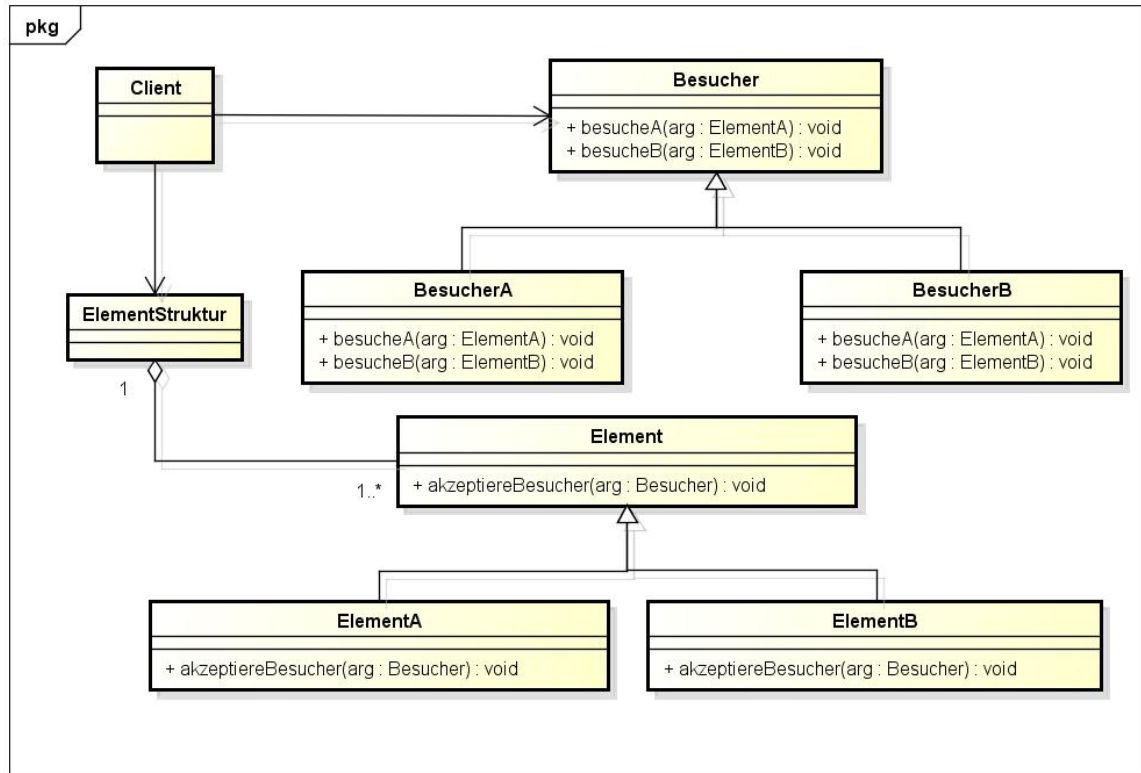 pkg
Client
Besucher
+ besucheA(arg : ElementA) : void
+ besucheB(arg : ElementB) : void
ElementStruktur
1
BesucherA
+ besucheA(arg : ElementA) : void
+ besucheB(arg : ElementB) : void
BesucherB
+ besucheA(arg : ElementA) : void
+ besucheB(arg : ElementB) : void
Element
+ akzeptiereBesucher(arg : Besucher) : void
1..*
ElementA
+ akzeptiereBesucher(arg : Besucher) : void
ElementB
+ akzeptiereBesucher(arg : Besucher) : void